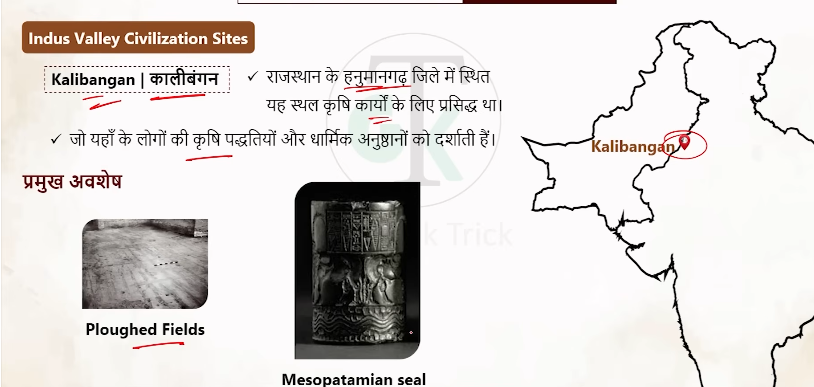 Indus Valley Civilization Sites
Kalibangan | कालीबंगन
✓ राजस्थान के हनुमानगढ़ जिले में स्थित
यह स्थल कृषि कार्यों के लिए प्रसिद्ध था।
✓ जो यहाँ के लोगों की कृषि पद्धतियों और धार्मिक अनुष्ठानों को दर्शाती हैं।
Kalibangan
प्रमुख अवशेष
k Trick
Ploughed Fields
Mesopatamian seal